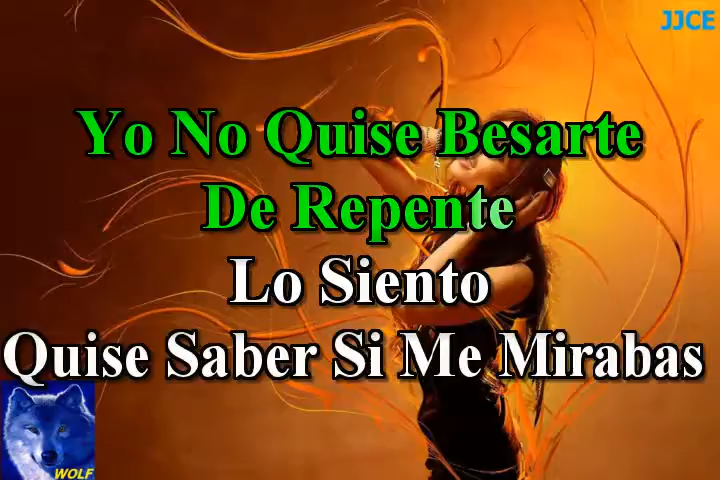 JJCE
Yo No Quise Besarte
De Repente
Lo Siento
Quise Saber Si Me Mirabas
WOLF